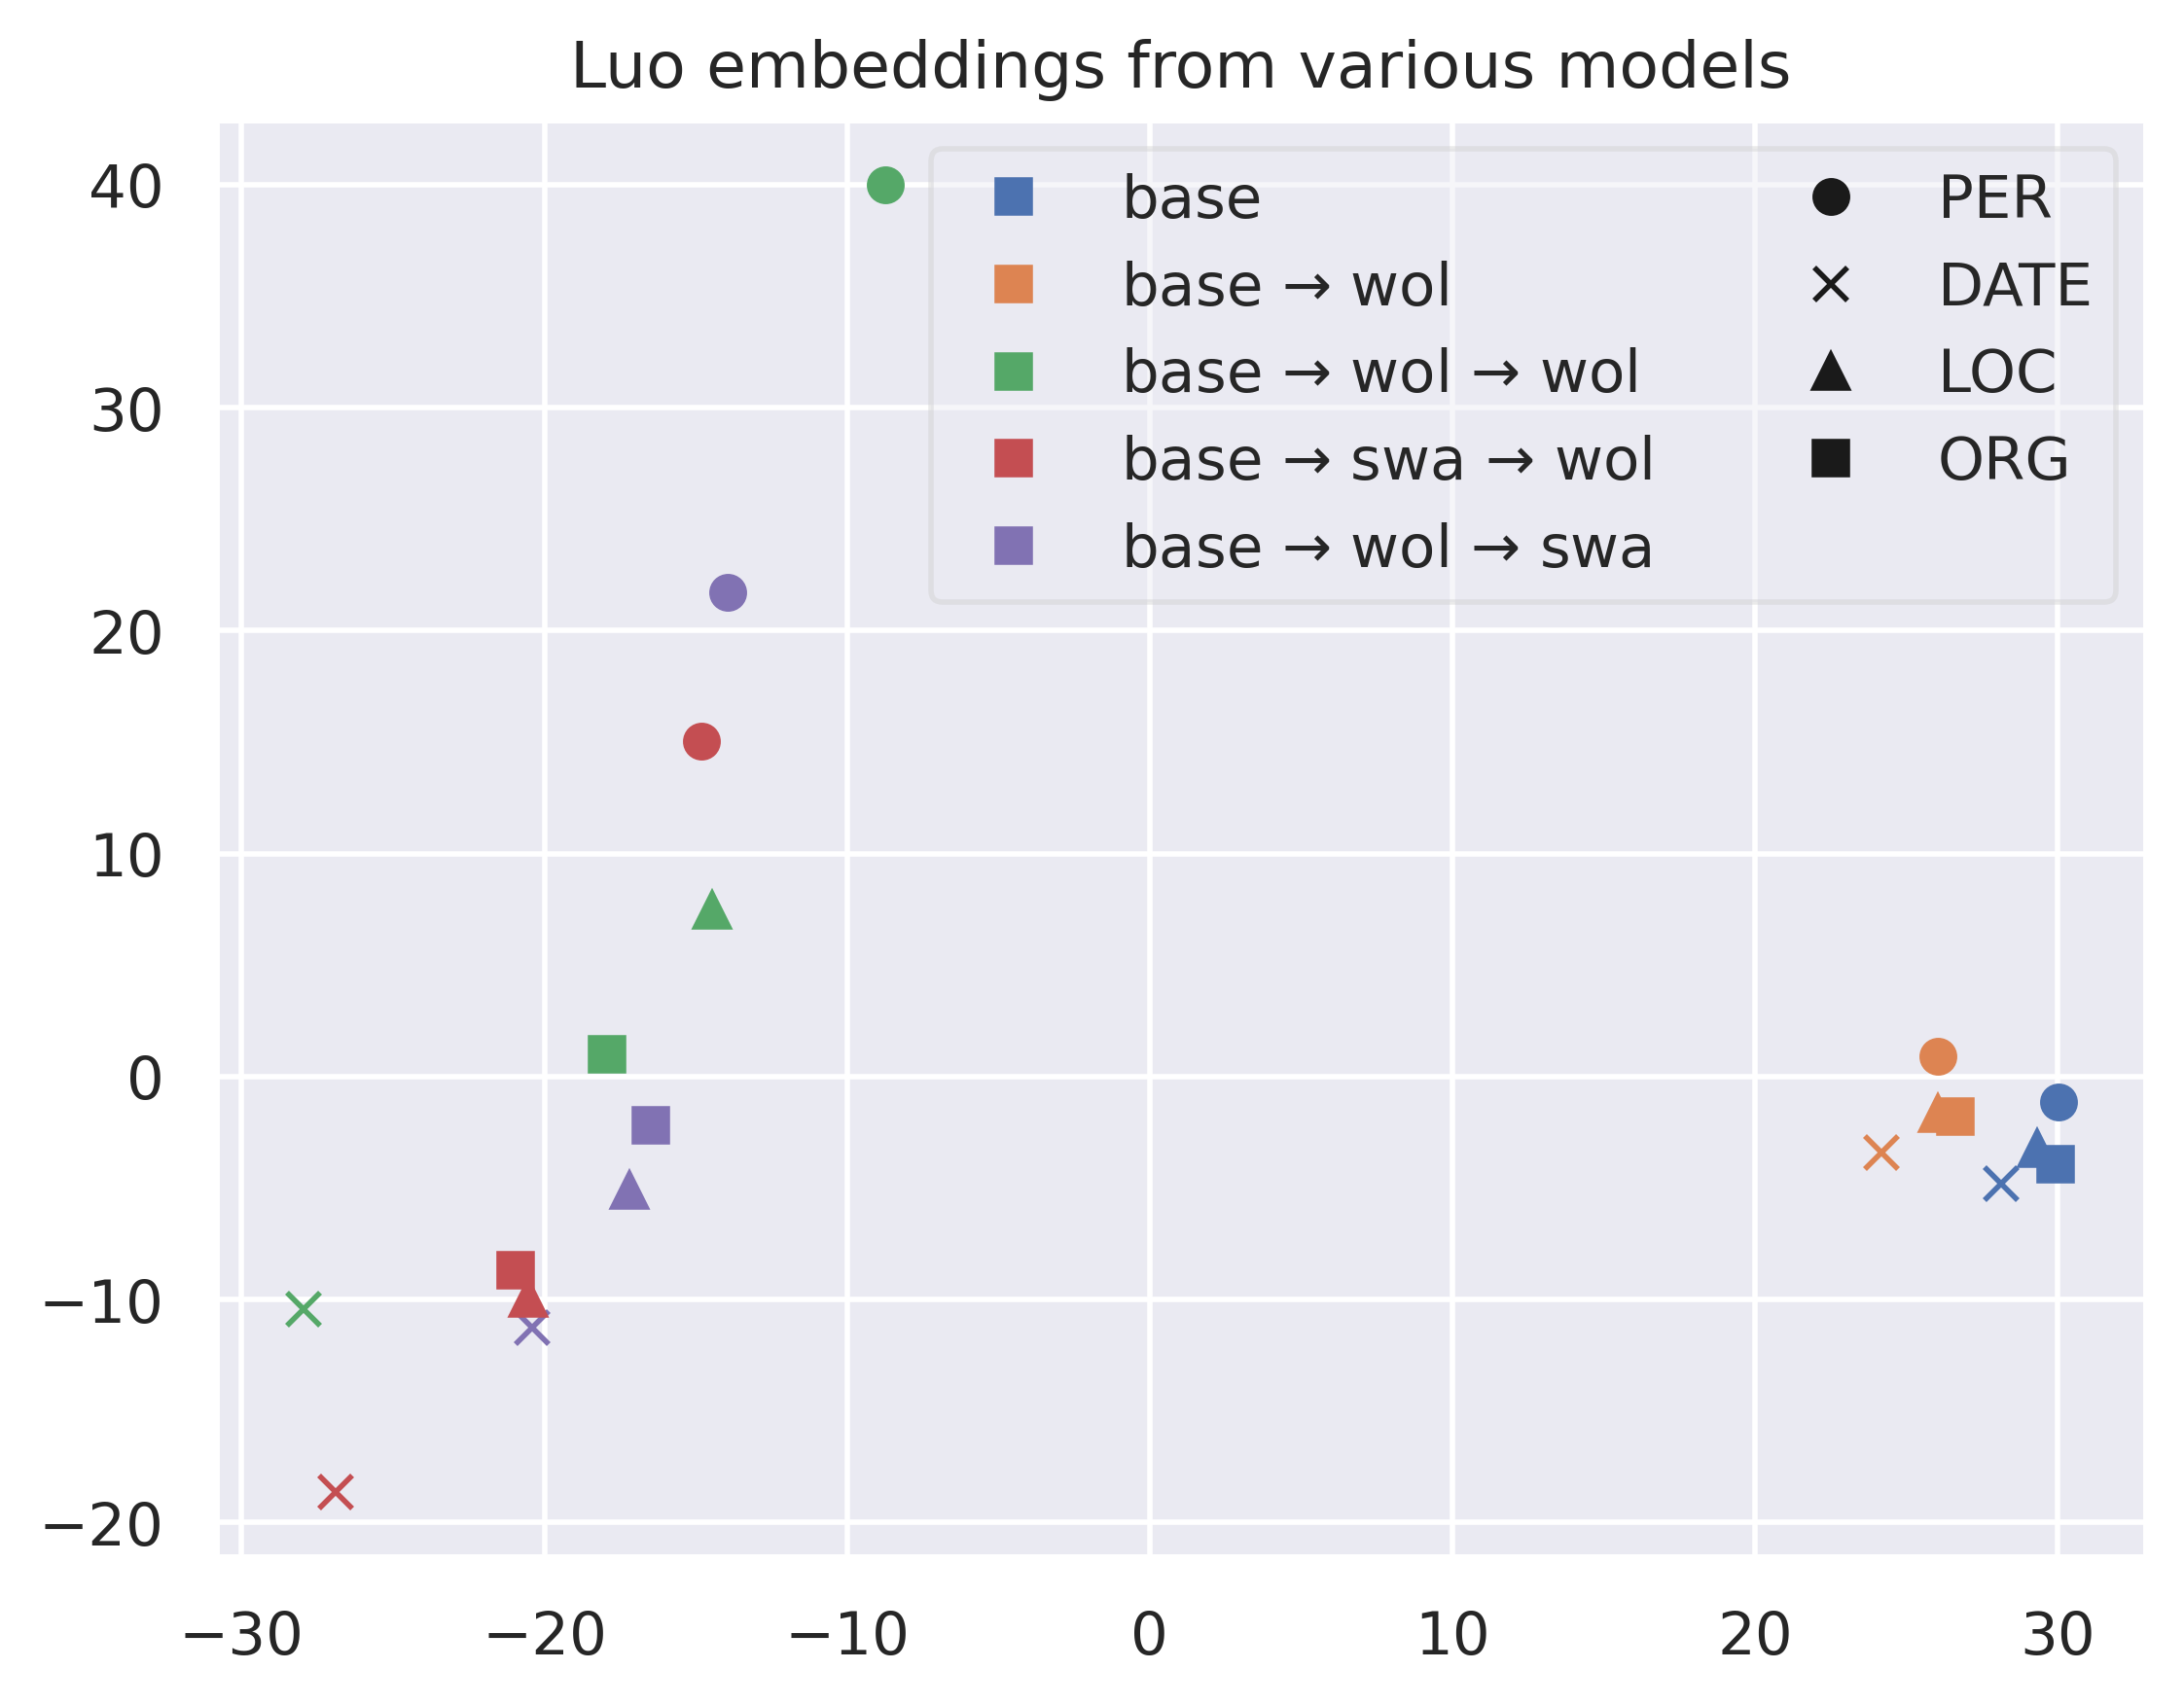 Luo embeddings from various models
40
30
20
10
0
−10
−20
base
base → wol
base → wol → wol
base → swa → wol
base → wol → swa
PER
DATE
LOC
ORG
−30 −20 −10 0 10 20 30